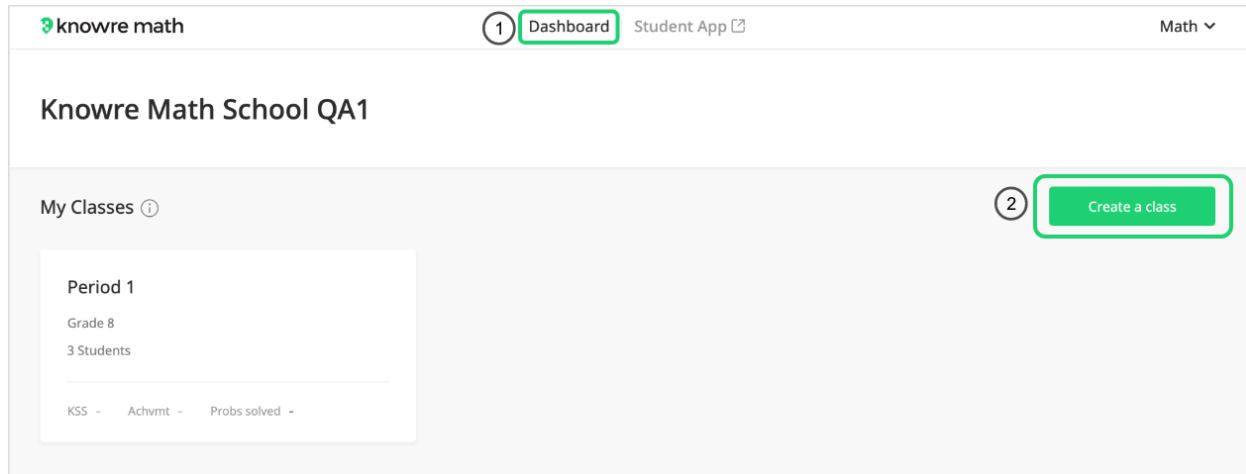 knowre math
1 Dashboard Student App Math
Knowre Math School QA1
My Classes
2 Create a class
Period 1
Grade 8
3 Students
KSS - Achvmt - Probs solved -